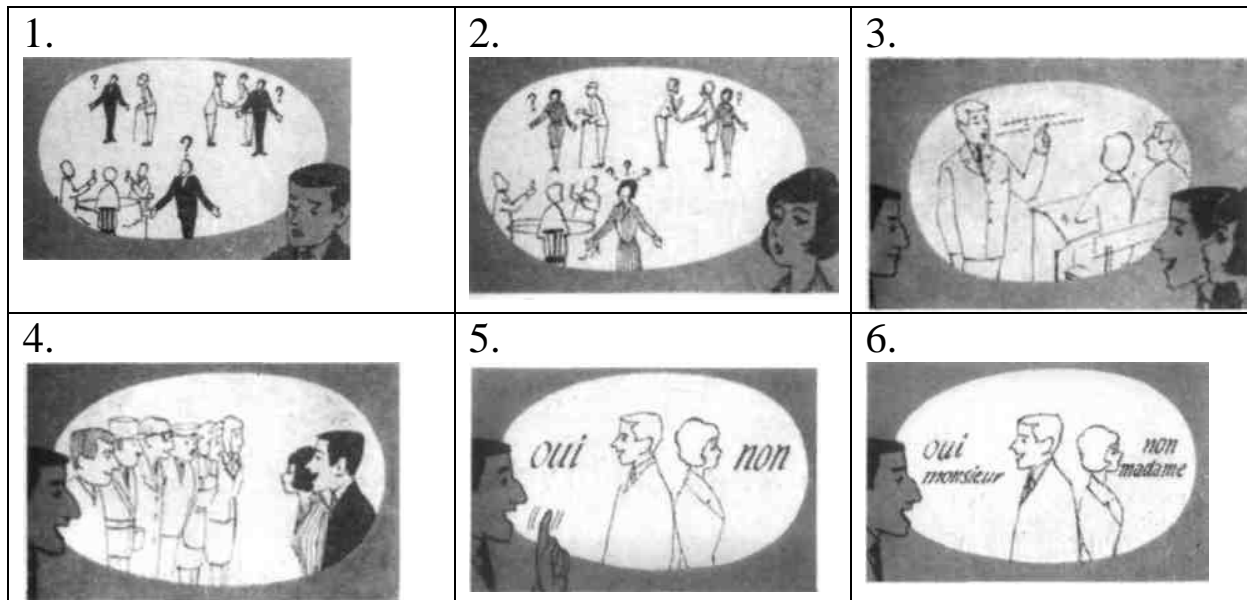 1.
2.
3.
? ?
?
? ?
? ? ?
4.
5.
6.
oui non
oui non
monsieur madame